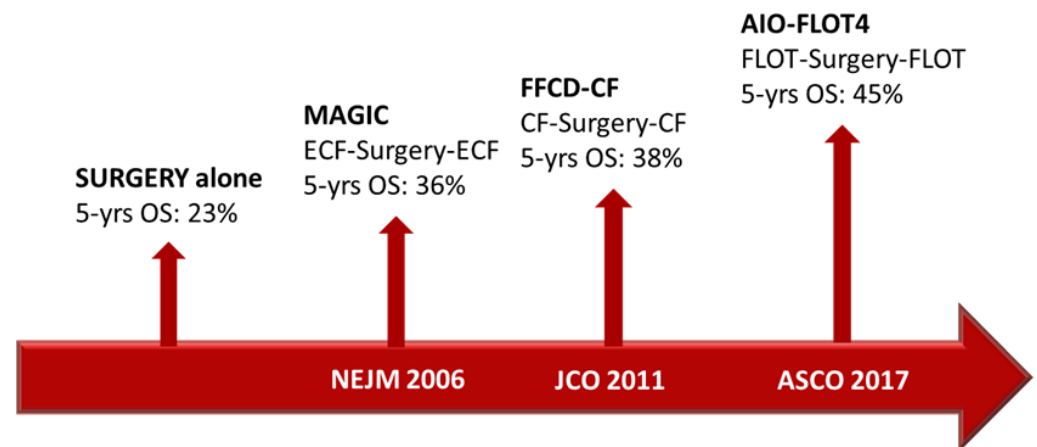 SURGERY alone
5-yrs OS: 23%
MAGIC
ECF-Surgery-ECF
5-yrs OS: 36%
FFCD-CF
CF-Surgery-CF
5-yrs OS: 38%
AIO-FLOT4
FLOT-Surgery-FLOT
5-yrs OS: 45%
NEJM 2006
JCO 2011
ASCO 2017